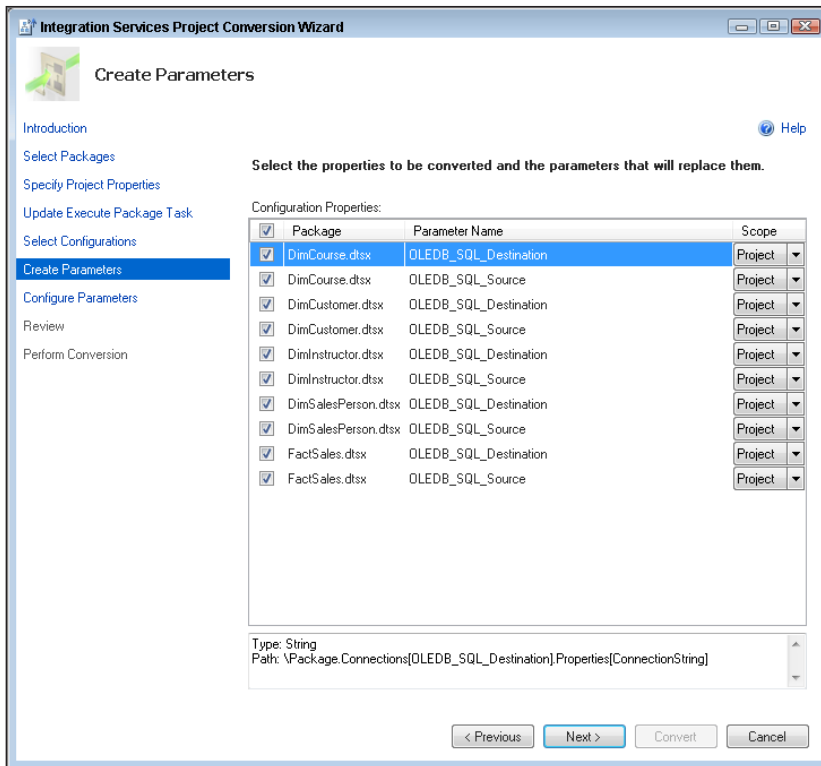 Integration Services Project Conversion Wizard
Create Parameters
Introduction
Help
Select Packages
Select the properties to be converted and the parameters that will replace them.
Specify Project Properties
Update Execute Package Task
Select Configurations
Create Parameters
Configure Parameters
Review
Perform Conversion
Configuration Properties:
Package Parameter Name Scope
DimCourse.dtsx OLEDB_SQL_Destination Project
DimCourse.dtsx OLEDB_SQL_Source Project
DimCustomer.dtsx OLEDB_SQL_Destination Project
DimCustomer.dtsx OLEDB_SQL_Source Project
DimInstructor.dtsx OLEDB_SQL_Destination Project
DimInstructor.dtsx OLEDB_SQL_Source Project
DimSalesPerson.dtsx OLEDB_SQL_Destination Project
DimSalesPerson.dtsx OLEDB_SQL_Source Project
FactSales.dtsx OLEDB_SQL_Destination Project
FactSales.dtsx OLEDB_SQL_Source Project
Type: String
Path: \Package.Connections[OLEDB_SQL_Destination].Properties[ConnectionString]
< Previous Next > Convert Cancel